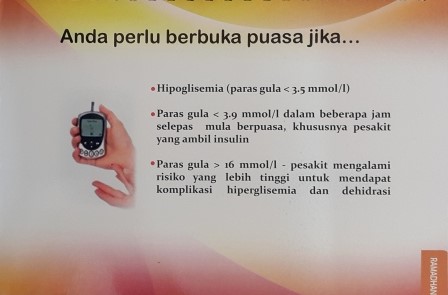 Anda perlu berbuka puasa jika...
• Hipoglisemia (paras gula < 3.5 mmol/l)
• Paras gula < 3.9 mmol/l dalam beberapa jam
selepas mula berpuasa, khususnya pesakit
yang ambil insulin
• Paras gula > 16 mmol/l - pesakit mengalami
risiko yang lebih tinggi untuk mendapat
komplikasi hiperglisemia dan dehidrasi
RAMADHAN